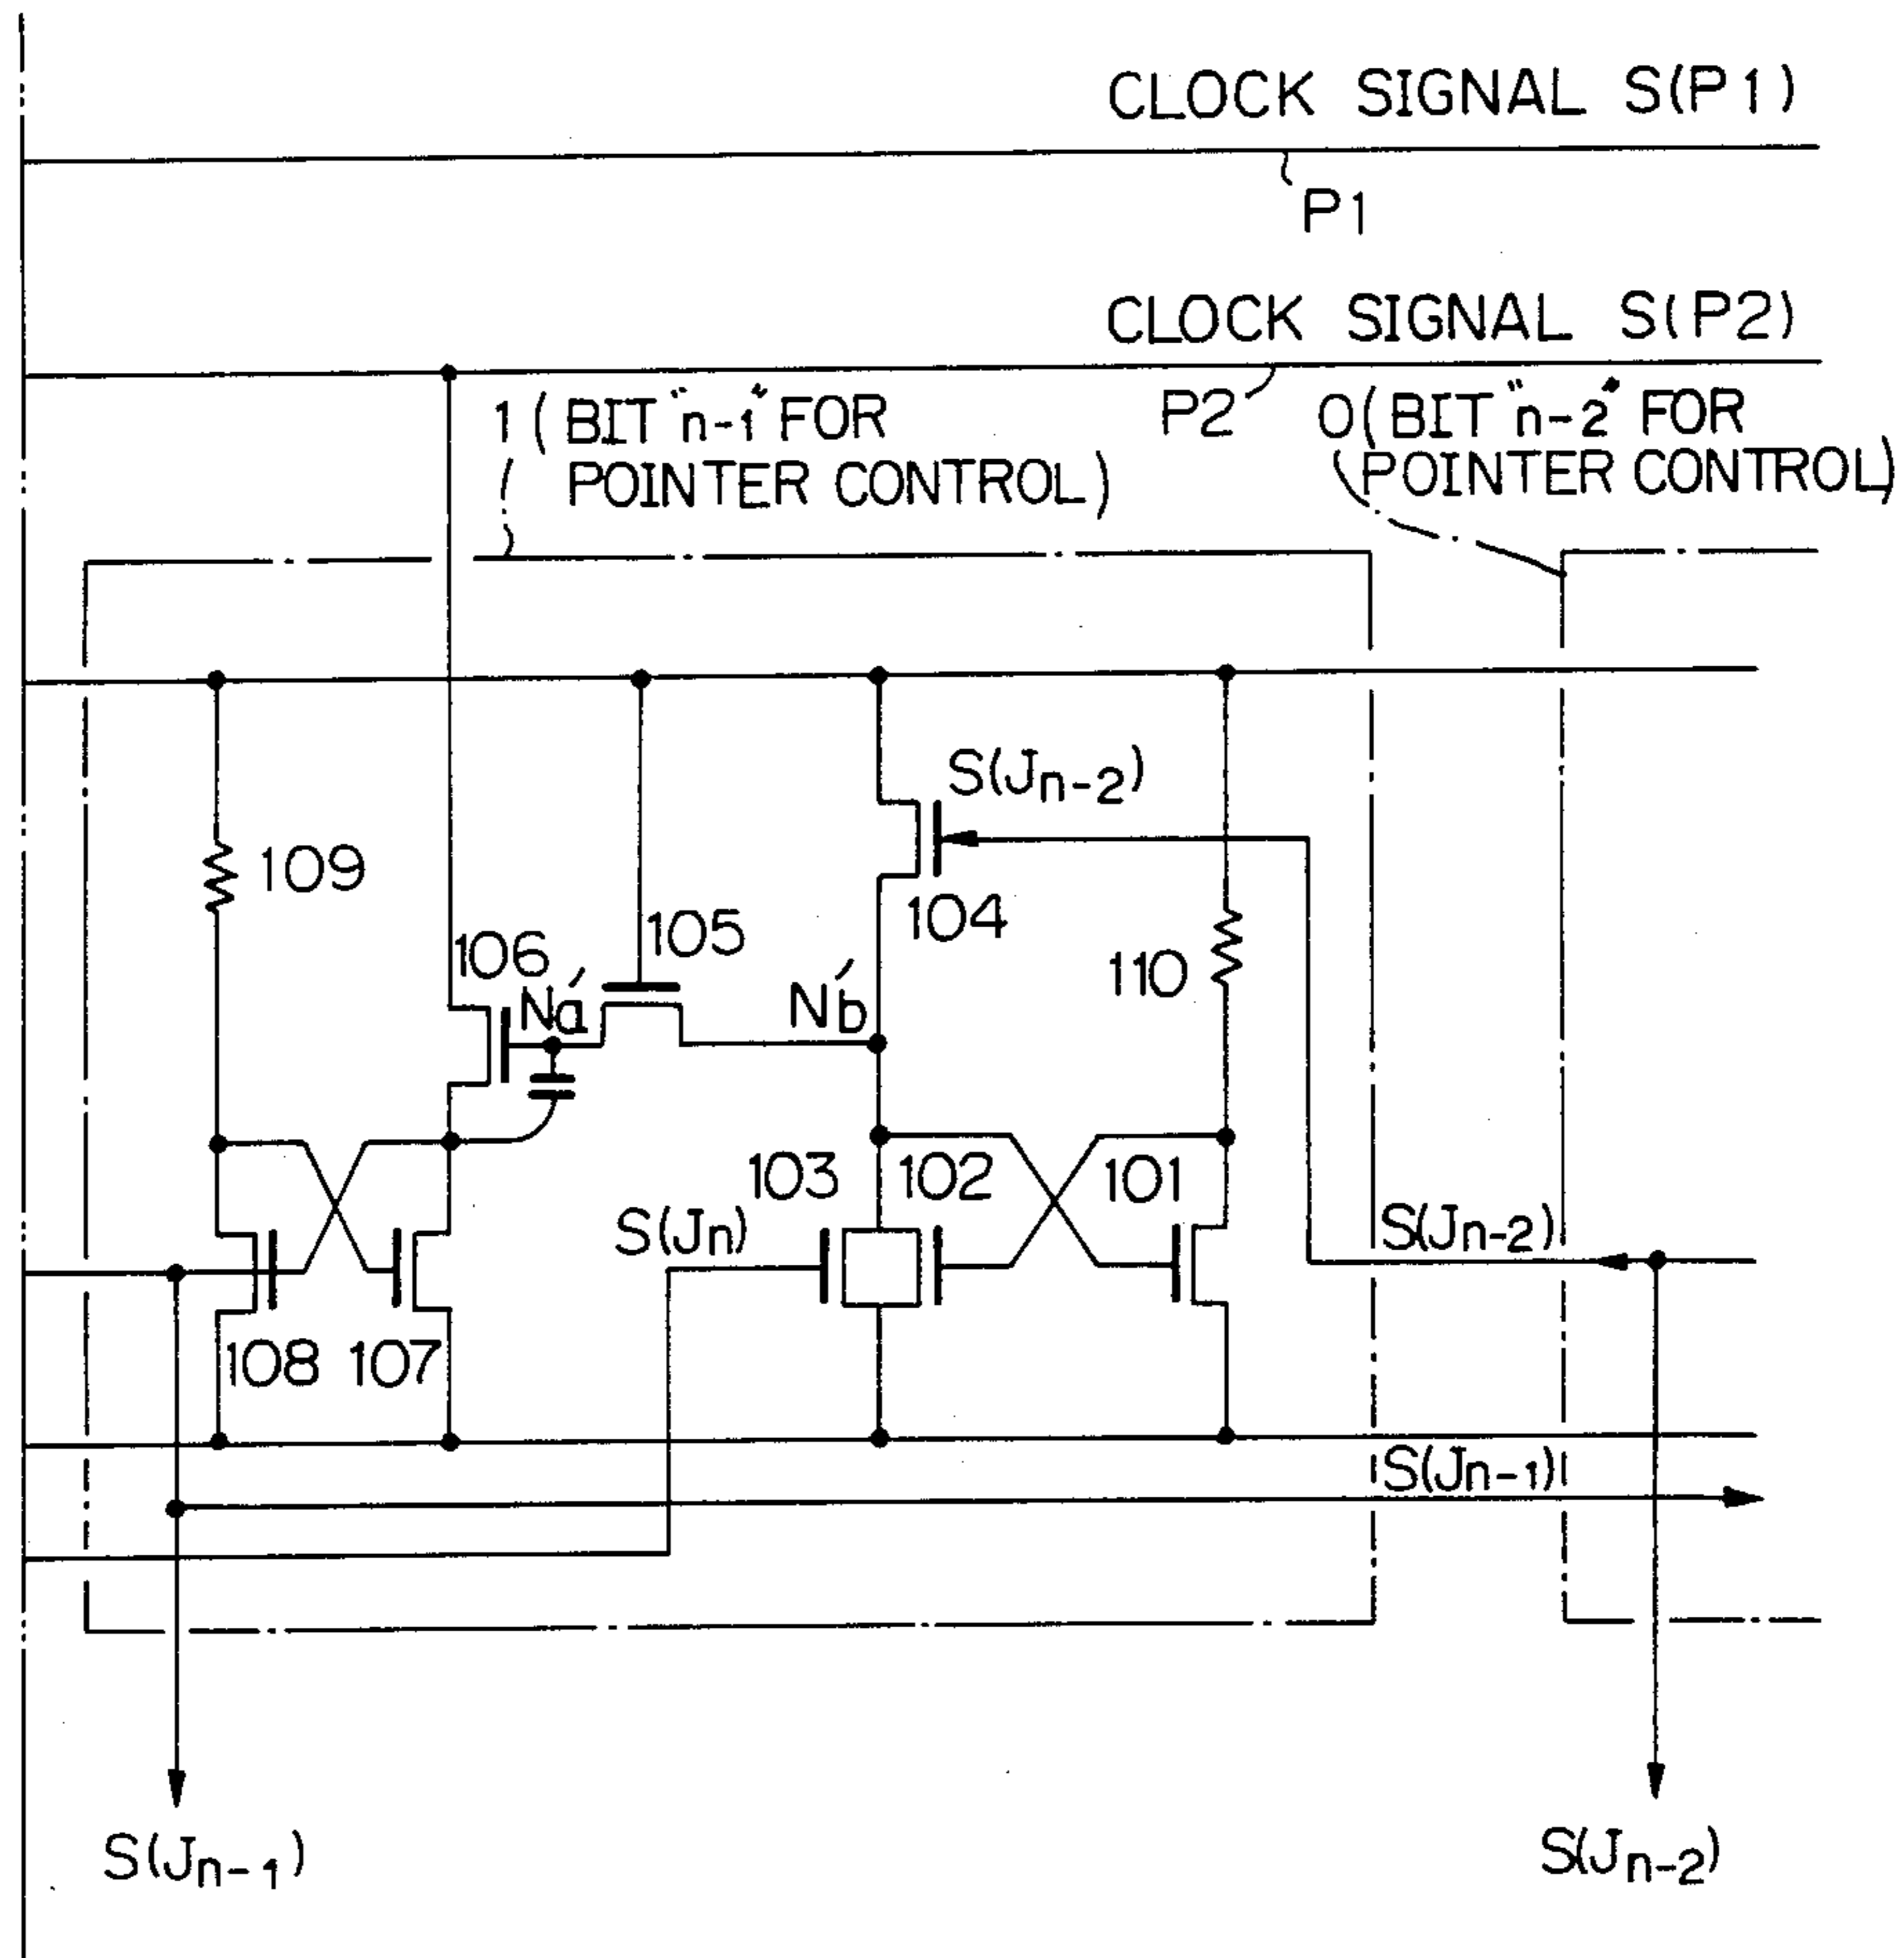 CLOCK SIGNAL S(P1)
P1
CLOCK SIGNAL S(P2)
P2
1 (BIT "n-1" FOR
POINTER CONTROL)
0 (BIT "n-2" FOR
POINTER CONTROL)
S(Jn-2)
109
104
105
106
110
Na'
Nb'
103
102
101
S(Jn)
S(Jn-2)
108
107
S(Jn-1)
S(Jn-1)
S(Jn-2)